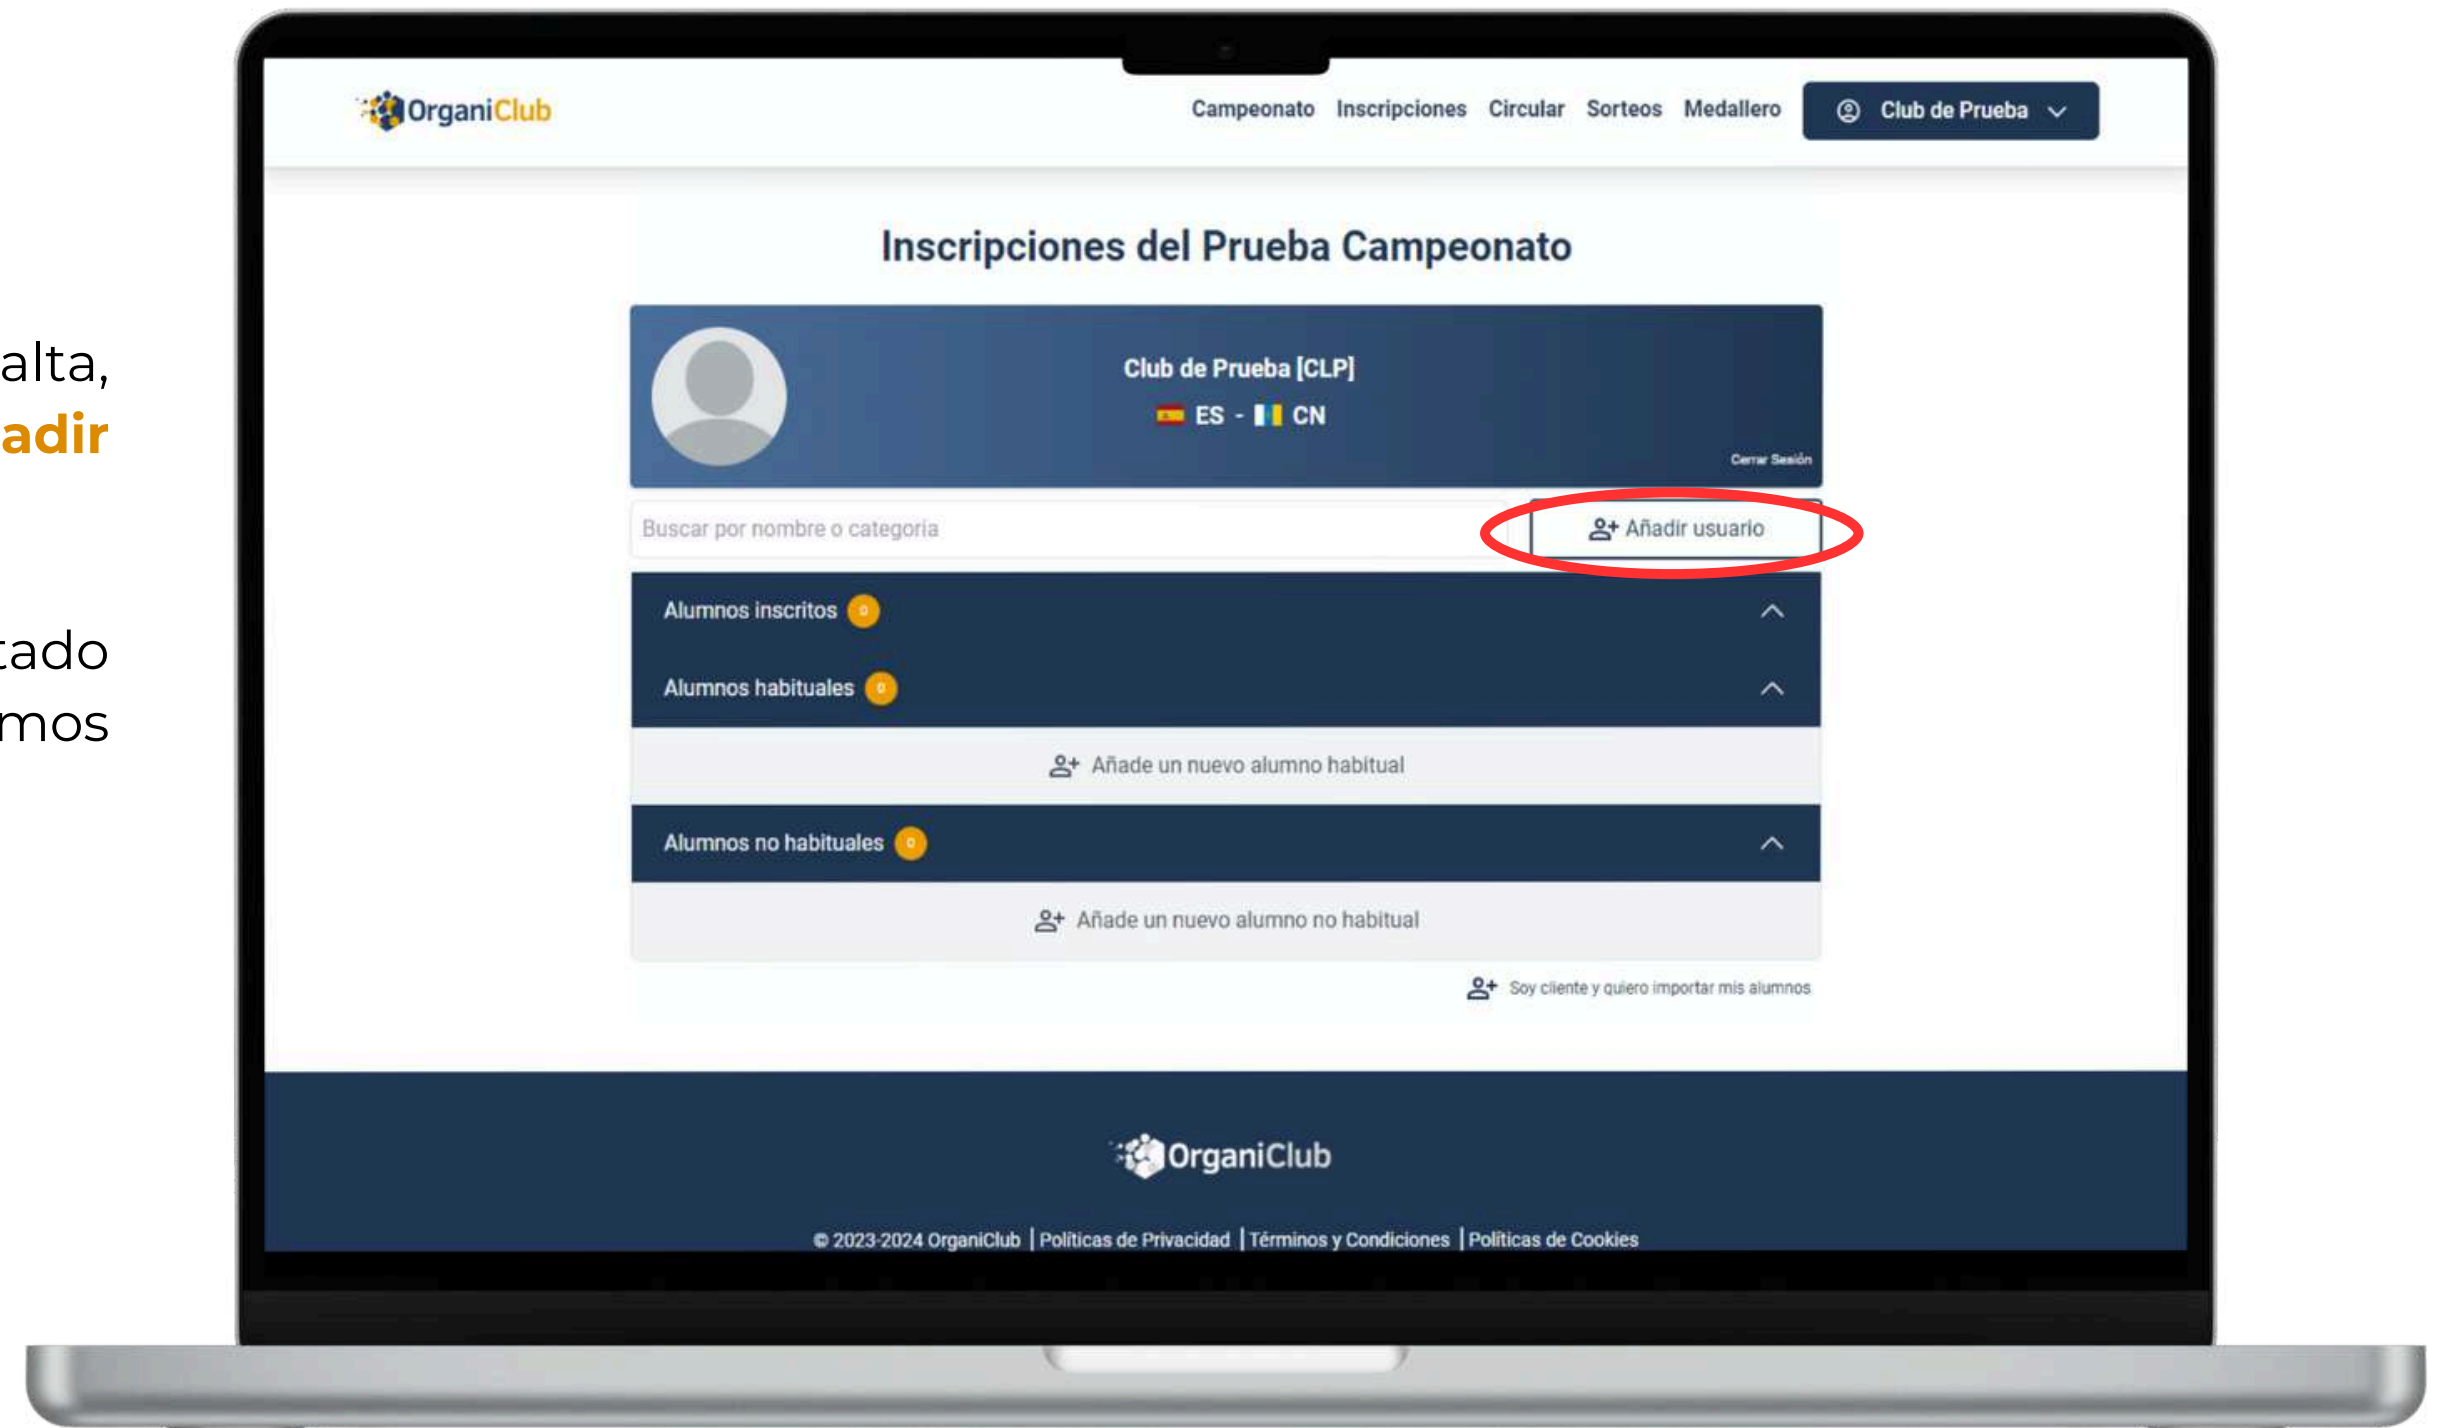 alta,
adir
tado
mos
OrganiClub
Campeonato Inscripciones Circular Sorteos Medallero Club de Prueba
Inscripciones del Prueba Campeonato
Club de Prueba [CLP]
ES - CN
Cerrar Sesión
Buscar por nombre o categoria
Añadir usuario
Alumnos inscritos 0
Alumnos habituales 0
Añade un nuevo alumno habitual
Alumnos no habituales 0
Añade un nuevo alumno no habitual
Soy cliente y quiero importar mis alumnos
OrganiClub
© 2023-2024 OrganiClub | Políticas de Privacidad | Términos y Condiciones | Políticas de Cookies